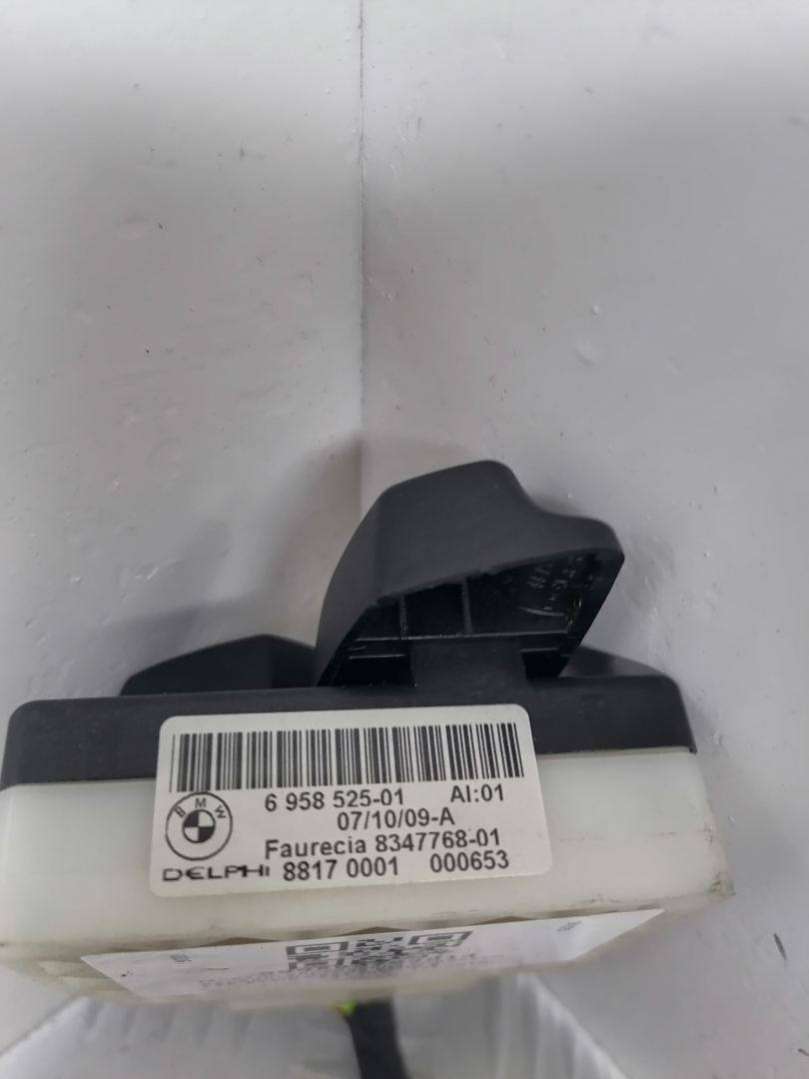 6 958 525-01 AI:01
07/10/09-A
BMW
Faurecia 8347768-01
DELPHI 8817 0001 000653